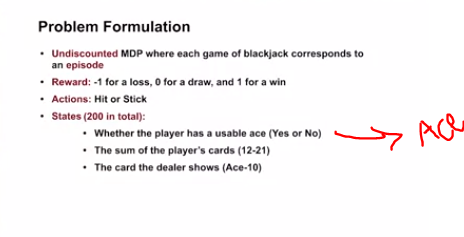 Problem Formulation
• Undiscounted MDP where each game of blackjack corresponds to
an episode
• Reward: -1 for a loss, 0 for a draw, and 1 for a win
• Actions: Hit or Stick
• States (200 in total):
• Whether the player has a usable ace (Yes or No)
Ace
• The sum of the player's cards (12-21)
• The card the dealer shows (Ace-10)